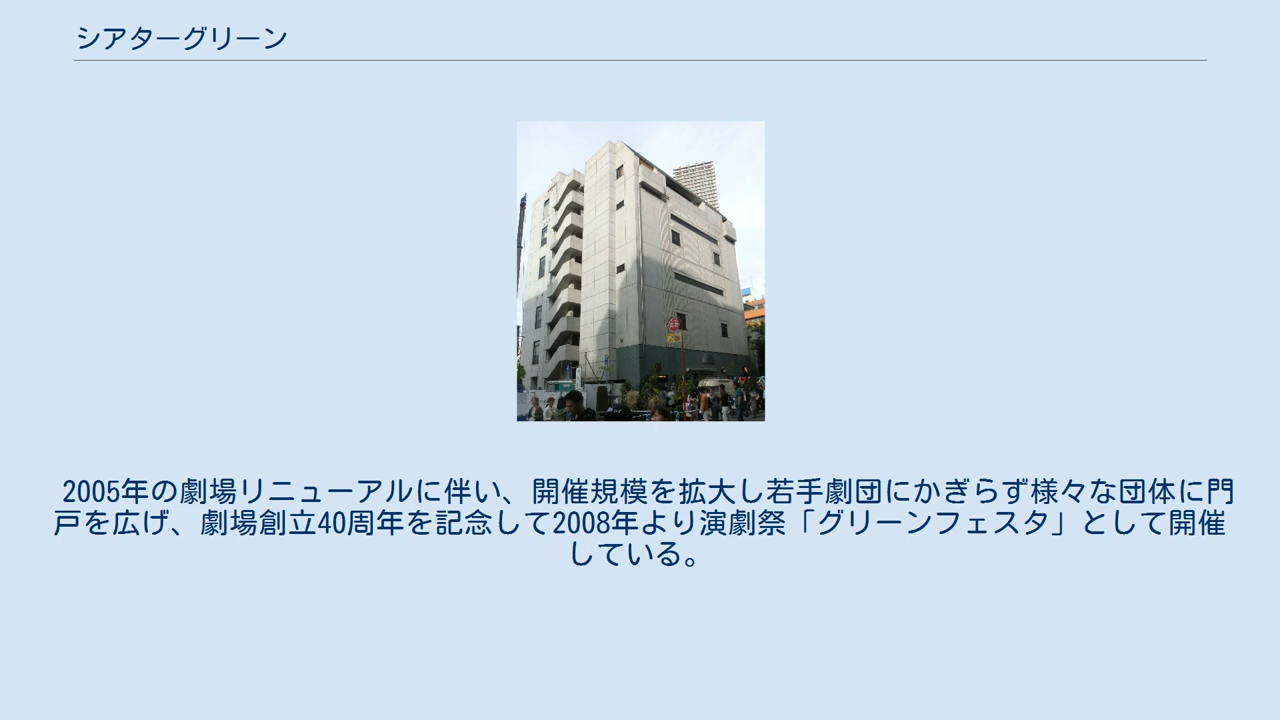 シアターグリーン
2005年の劇場リニューアルに伴い、開催規模を拡大し若手劇団にかぎらず様々な団体に門
戸を広げ、劇場創立40周年を記念して2008年より演劇祭「グリーンフェスタ」として開催
している。